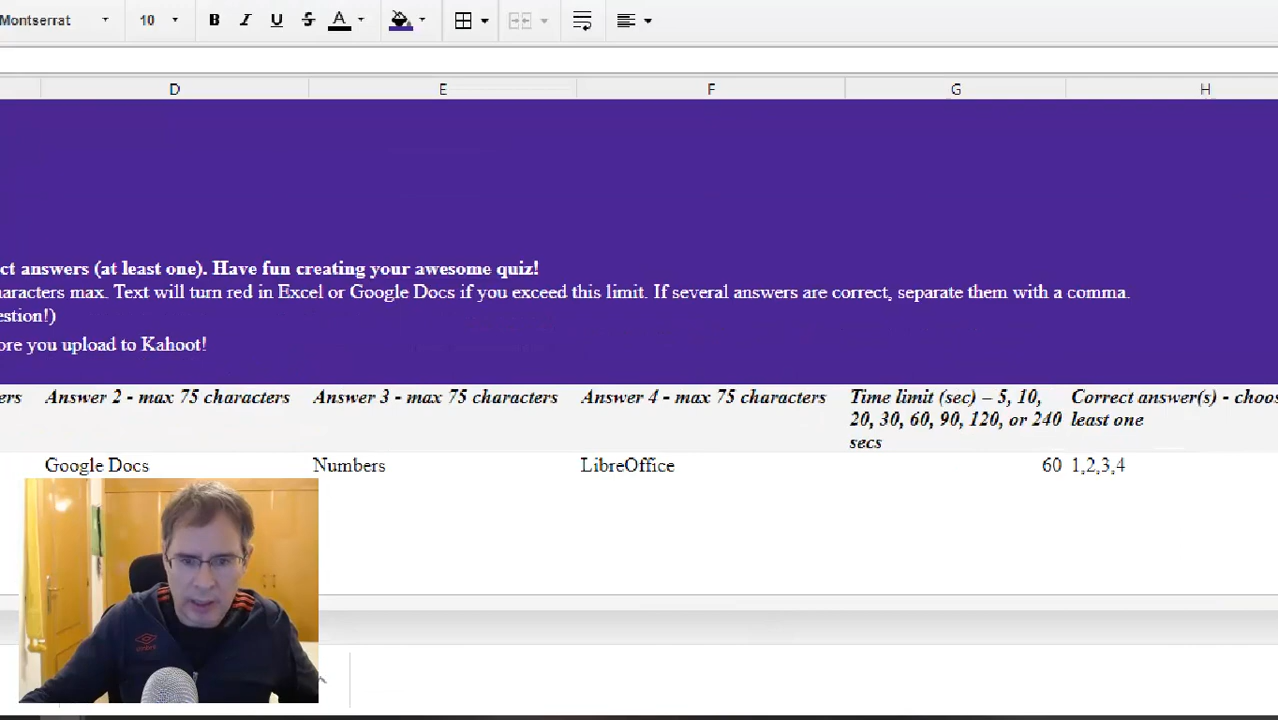 Montserrat 10 B I U S A
D E F G H
ct answers (at least one). Have fun creating your awesome quiz!
haracters max. Text will turn red in Excel or Google Docs if you exceed this limit. If several answers are correct, separate them with a comma.
estion!)
ore you upload to Kahoot!
ers Answer 2 - max 75 characters Answer 3 - max 75 characters Answer 4 - max 75 characters Time limit (sec) – 5, 10, Correct answer(s) - choos
20, 30, 60, 90, 120, or 240 least one
secs
Google Docs Numbers LibreOffice 60 1,2,3,4
umbro